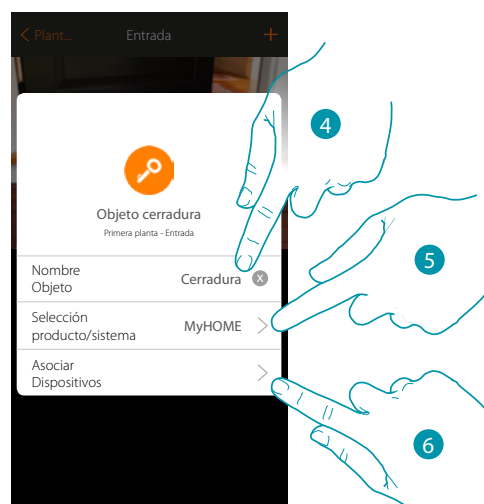 Plant... Entrada +
4
Objeto cerradura
Primera planta - Entrada
Nombre
Objeto
Cerradura X
5
Selección
producto/sistema
MyHOME
Asociar
Dispositivos
6